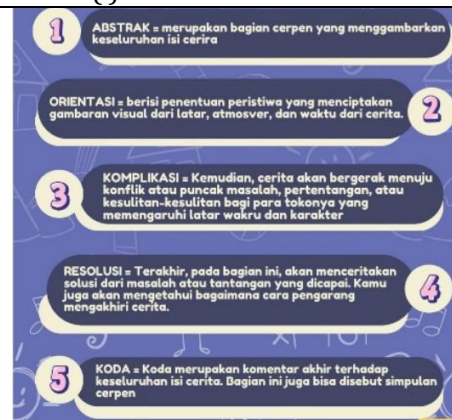 1
ABSTRAK = merupakan bagian cerpen yang menggambarkan
keseluruhan isi cerira
ORIENTASI = berisi penentuan peristiwa yang menciptakan
gambaran visual dari latar, atmosver, dan waktu dari cerita.
2
3
KOMPLIKASI = Kemudian, cerita akan bergerak menuju
konflik atau puncak masalah, pertentangan, atau
kesulitan-kesulitan bagi para tokonya yang
memengaruhi latar wakru dan karakter
RESOLUSI = Terakhir, pada bagian ini, akan menceritakan
solusi dari masalah atau tantangan yang dicapai. Kamu
juga akan mengetahui bagaimana cara pengarang
mengakhiri cerita.
4
5
KODA = Koda merupakan komentar akhir terhadap
keseluruhan isi cerita. Bagian ini juga bisa disebut simpulan
cerpen